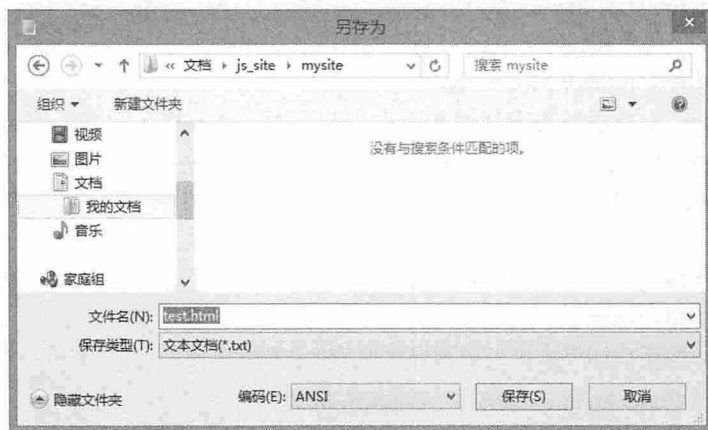 另存为
« 文档 › js_site › mysite
搜索 mysite
组织
新建文件夹
视频
图片
文档
我的文档
音乐
家庭组
没有与搜索条件匹配的项。
文件名(N): test.html
保存类型(T): 文本文档(*.txt)
隐藏文件夹
编码(E): ANSI
保存(S)
取消